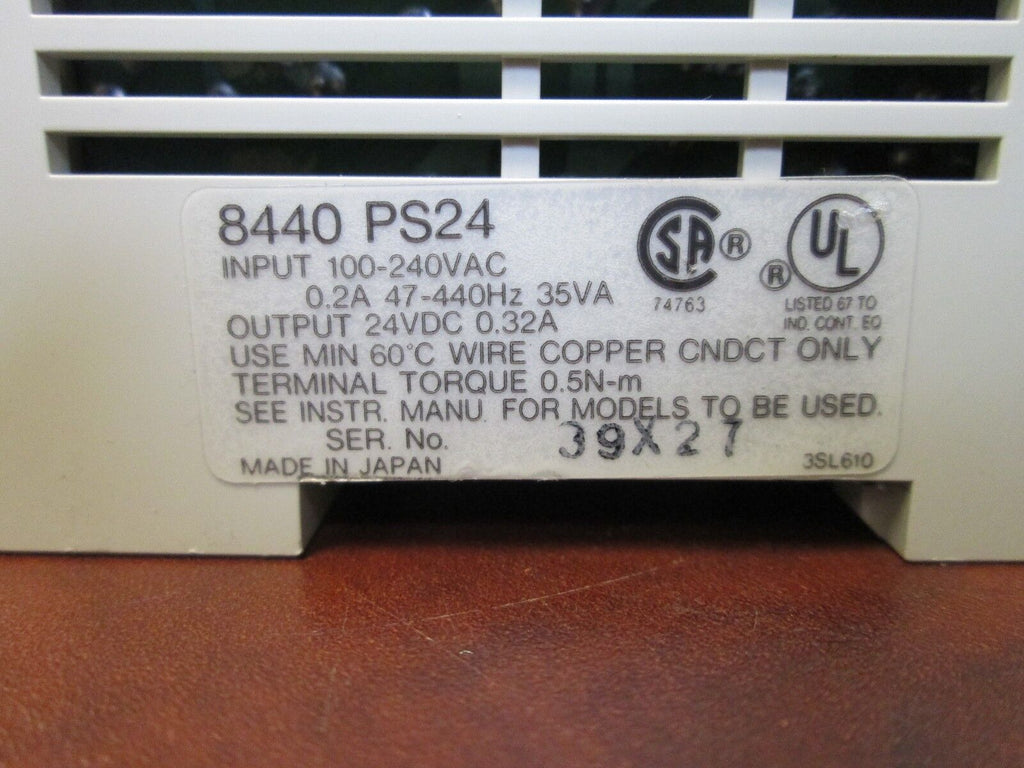 8440 PS24
INPUT 100-240VAC
0.2A 47-440Hz 35VA
OUTPUT 24VDC 0.32A
USE MIN 60°C WIRE COPPER CNDCT ONLY
TERMINAL TORQUE 0.5N-m
SEE INSTR. MANU. FOR MODELS TO BE USED.
SER. No. 39X27
MADE IN JAPAN
3SL610
SA ®
74763
® UL
LISTED 67 TO
IND. CONT. EQ